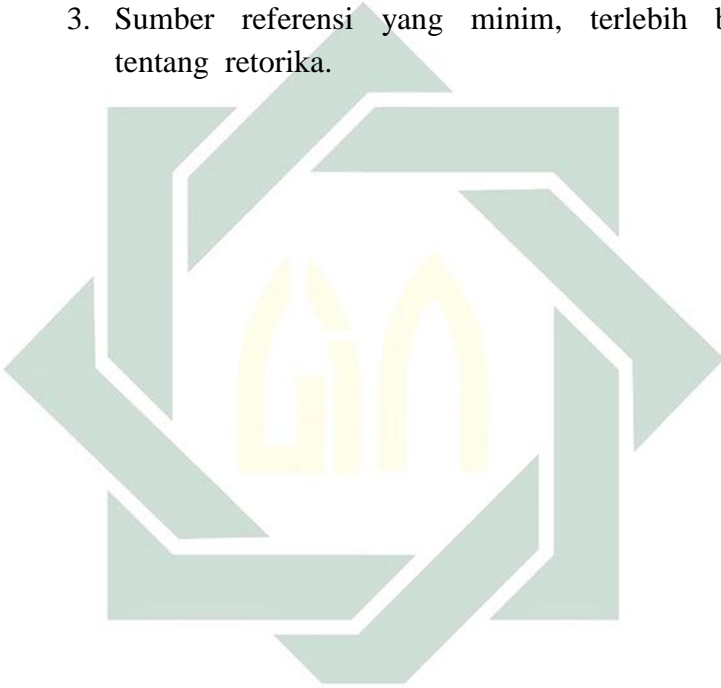 3. Sumber referensi yang minim, terlebih
tentang retorika.